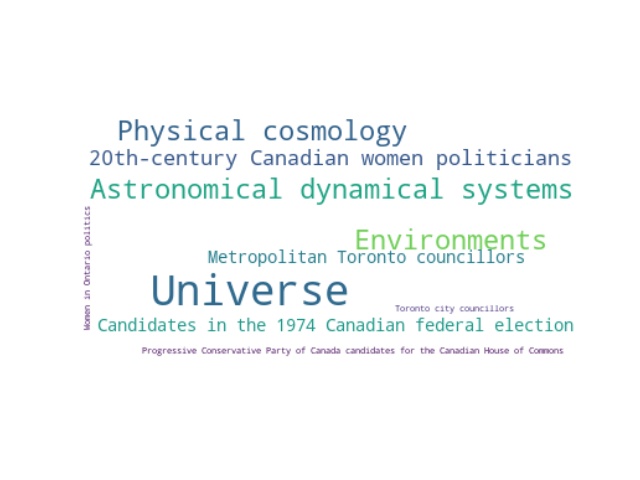 Physical cosmology
20th-century Canadian women politicians
Astronomical dynamical systems
Women in Ontario politics
Environments
Metropolitan Toronto councillors
Universe
Toronto city councillors
Candidates in the 1974 Canadian federal election
Progressive Conservative Party of Canada candidates for the Canadian House of Commons